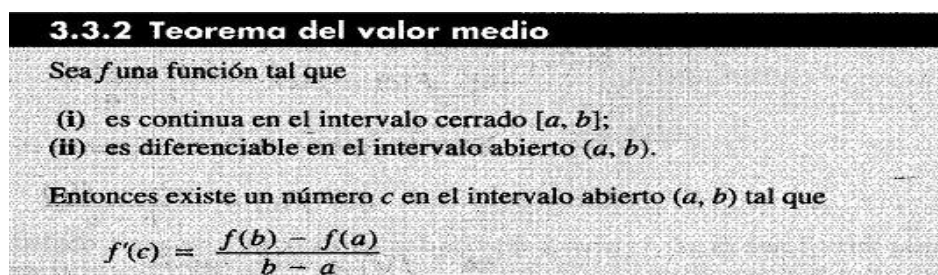 3.3.2 Teorema del valor medio
Sea f una función tal que
(i) es continua en el intervalo cerrado [a, b];
(ii) es diferenciable en el intervalo abierto (a, b).
Entonces existe un número c en el intervalo abierto (a, b) tal que
f'(c) = \frac{f(b) - f(a)}{b - a}